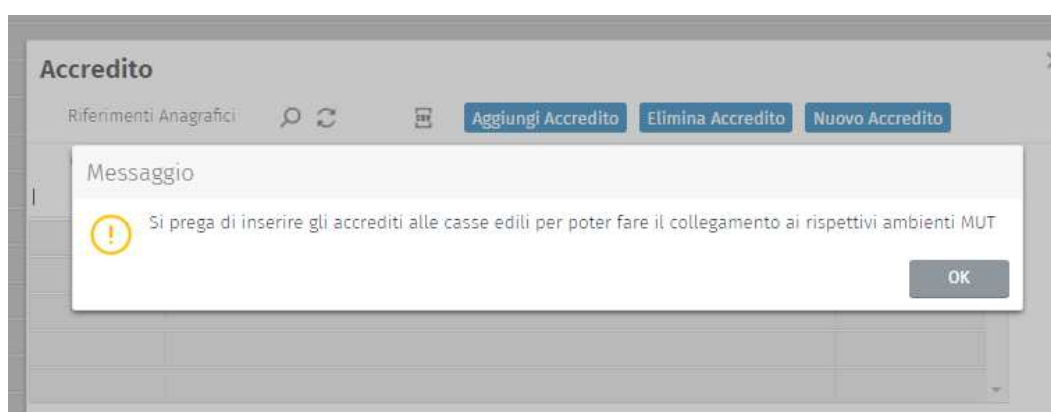 Accredito
Riferimenti Anagrafici Aggiungi Accredito Elimina Accredito Nuovo Accredito
Messaggio
Si prega di inserire gli accrediti alle casse edili per poter fare il collegamento ai rispettivi ambienti MUT
OK